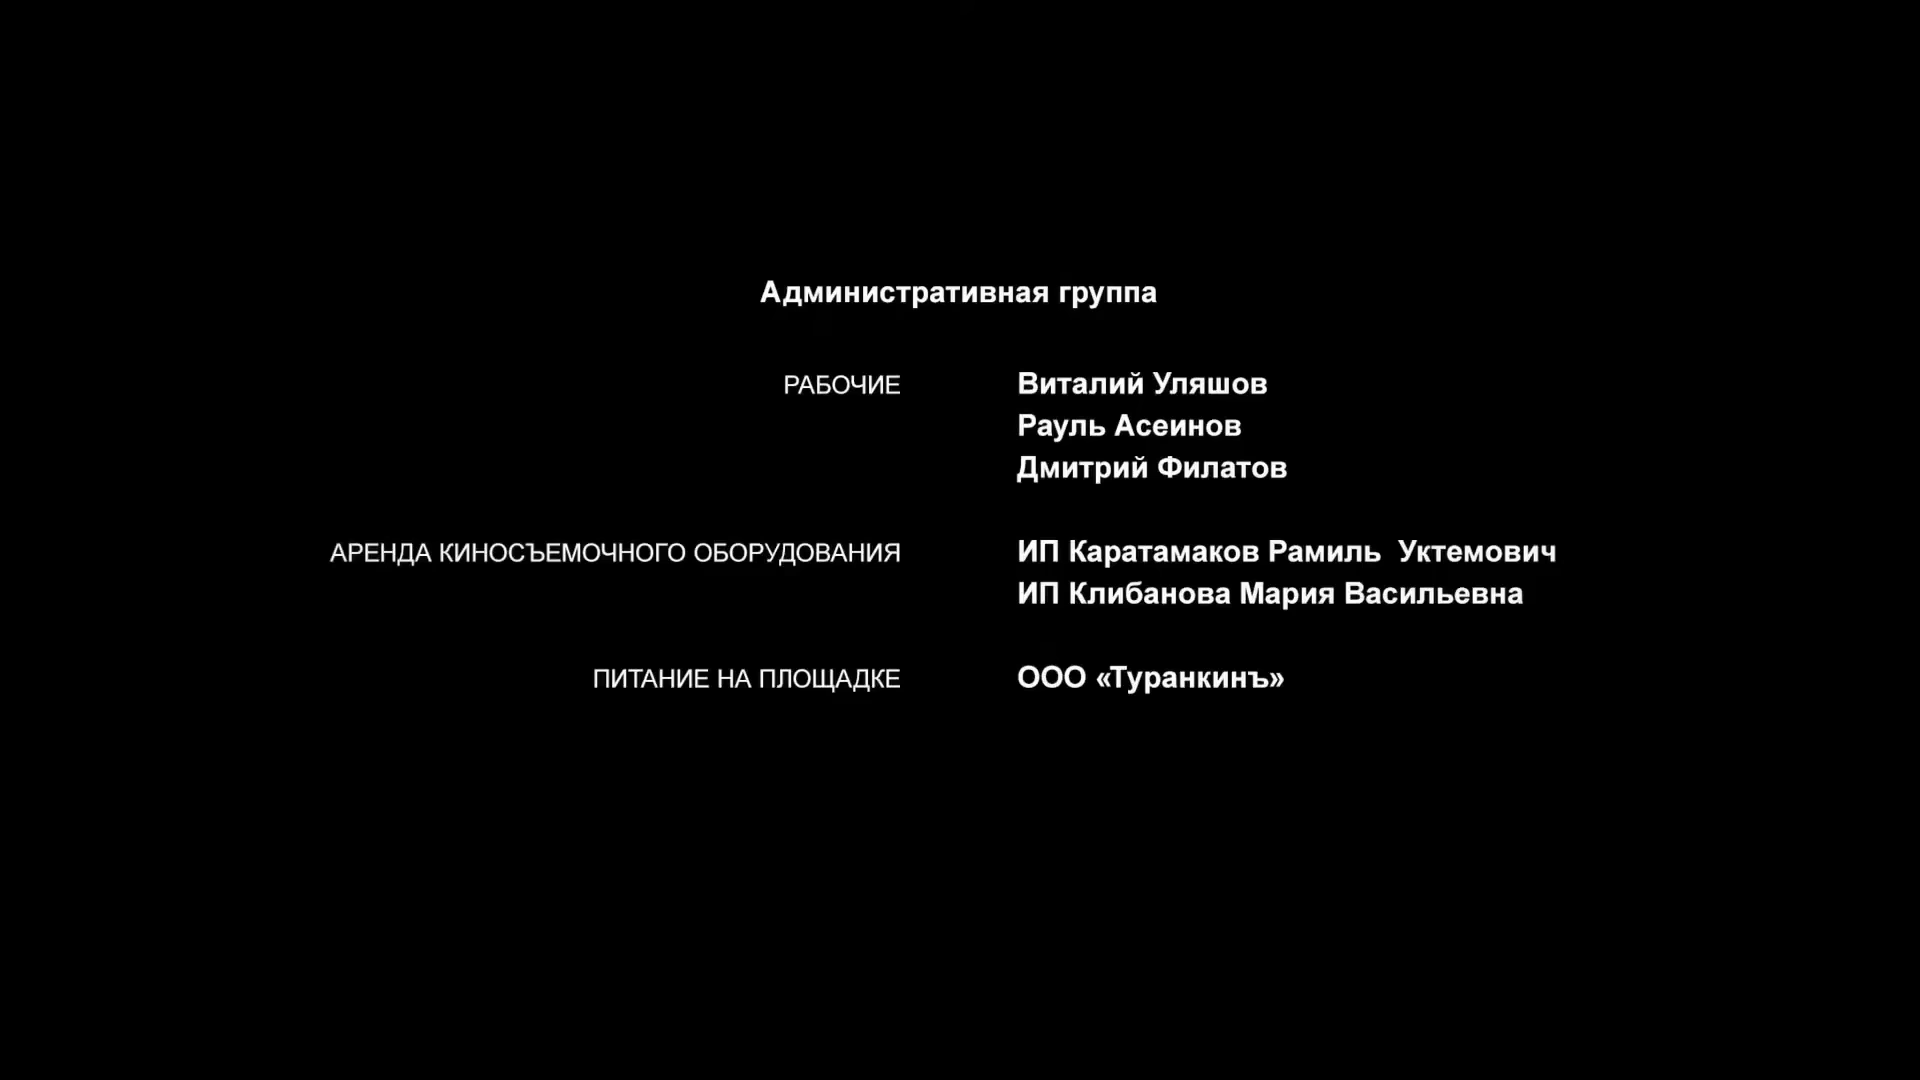 Административная группа
РАБОЧИЕ Виталий Уляшов
Рауль Асеинов
Дмитрий Филатов
АРЕНДА КИНОСЪЕМОЧНОГО ОБОРУДОВАНИЯ ИП Каратамаков Рамиль  Уктемович
ИП Клибанова Мария Васильевна
ПИТАНИЕ НА ПЛОЩАДКЕ ООО «Туранкинъ»